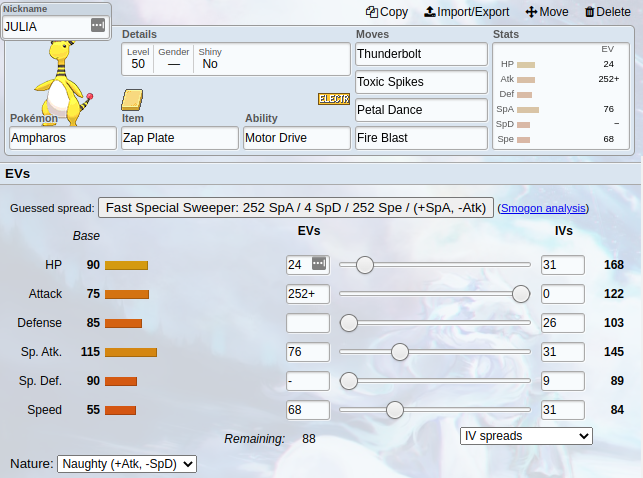 Nickname
JULIA
Copy Import/Export Move Delete
Details
Level Gender Shiny
50 — No
Moves
Thunderbolt
Toxic Spikes
Petal Dance
Fire Blast
Stats
EV
HP 24
Atk 252+
Def
SpA 76
SpD −
Spe 68
ELECTR
Pokémon Item Ability
Ampharos Zap Plate Motor Drive
EVs
Guessed spread: Fast Special Sweeper: 252 SpA / 4 SpD / 252 Spe / (+SpA, -Atk) (Smogon analysis)
Base EVs IVs
HP 90 24 31 168
Attack 75 252+ 0 122
Defense 85 26 103
Sp. Atk. 115 76 31 145
Sp. Def. 90 - 9 89
Speed 55 68 31 84
Remaining: 88 IV spreads
Nature: Naughty (+Atk, -SpD)